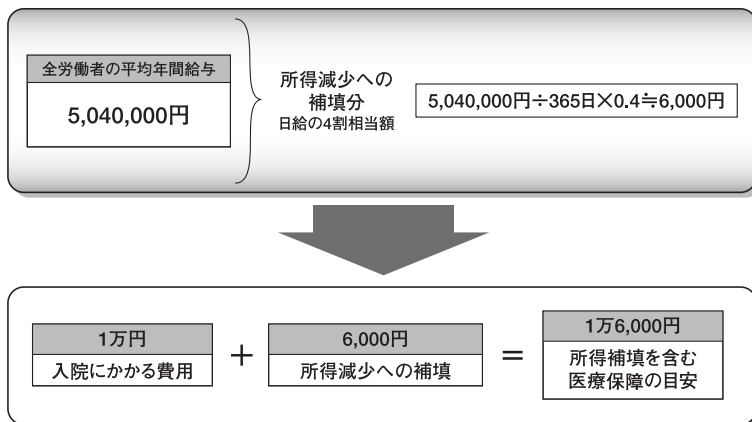 全労働者の平均年間給与
5,040,000円
所得減少への
補填分
日給の4割相当額
5,040,000円÷365日×0.4≒6,000円
1万円
入院にかかる費用
+
6,000円
所得減少への補填
=
1万6,000円
所得補填を含む
医療保障の目安